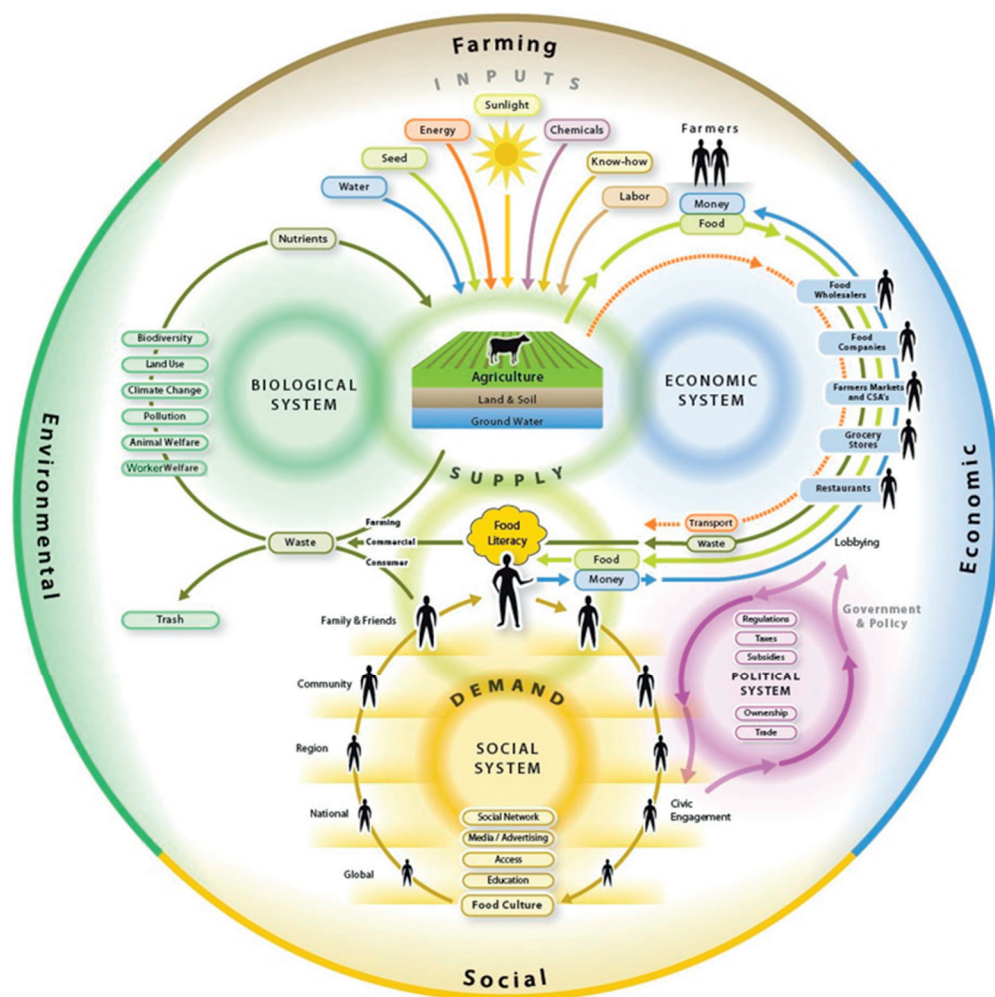 Farming
INPUTS
Sunlight
Energy
Chemicals
Seed
Know-how
Water
Labor
Farmers
Money
Food
Nutrients
Biodiversity
Land Use
Climate Change
Pollution
Animal Welfare
WorkerWelfare
BIOLOGICAL
SYSTEM
Agriculture
Land & Soil
Ground Water
ECONOMIC
SYSTEM
Food
Wholesalers
Food
Companies
Farmers Markets
and CSA's
Grocery
Stores
Restaurants
Environmental
Economic
SUPPLY
Farming
Commercial
Consumer
Waste
Trash
Food
Literacy
Transport
Waste
Food
Money
Lobbying
Government
& Policy
Regulations
Taxes
Subsidies
POLITICAL
SYSTEM
Ownership
Trade
Civic
Engagement
Family & Friends
Community
Region
National
Global
DEMAND
SOCIAL
SYSTEM
Social Network
Media / Advertising
Access
Education
Food Culture
Social